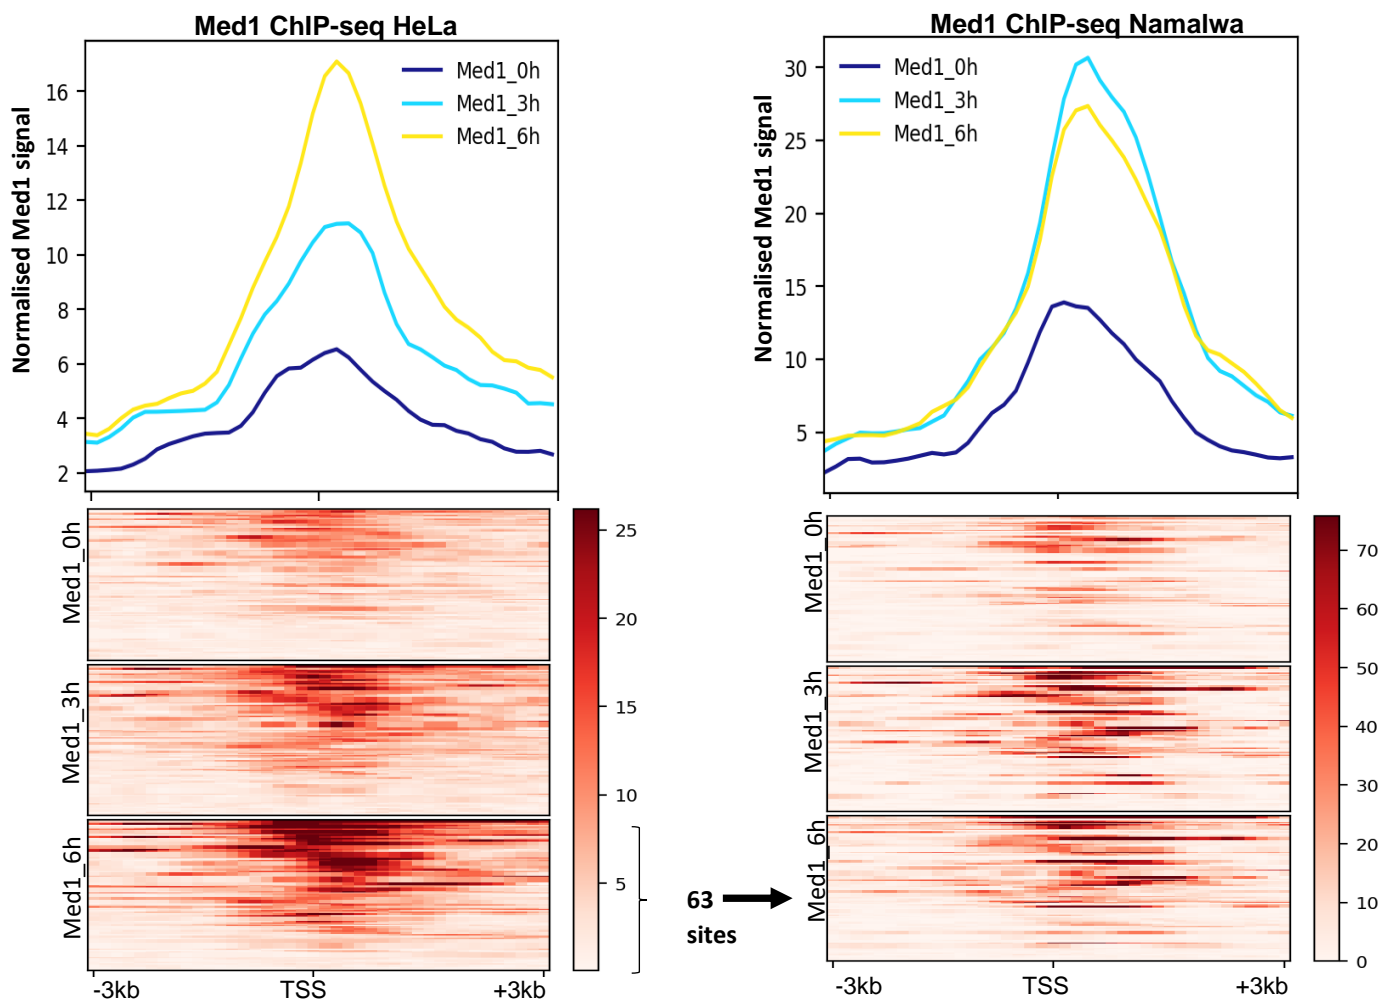 Med1 ChIP-seq HeLa
Normalised Med1 signal
16
14
12
10
8
6
4
2
Med1_0h
Med1_3h
Med1_6h
Med1_0h
Med1_3h
Med1_6h
25
20
15
10
5
-3kb TSS +3kb
63
sites
Med1 ChIP-seq Namalwa
Normalised Med1 signal
30
25
20
15
10
5
Med1_0h
Med1_3h
Med1_6h
Med1_0h
Med1_3h
Med1_6h
70
60
50
40
30
20
10
0
-3kb TSS +3kb